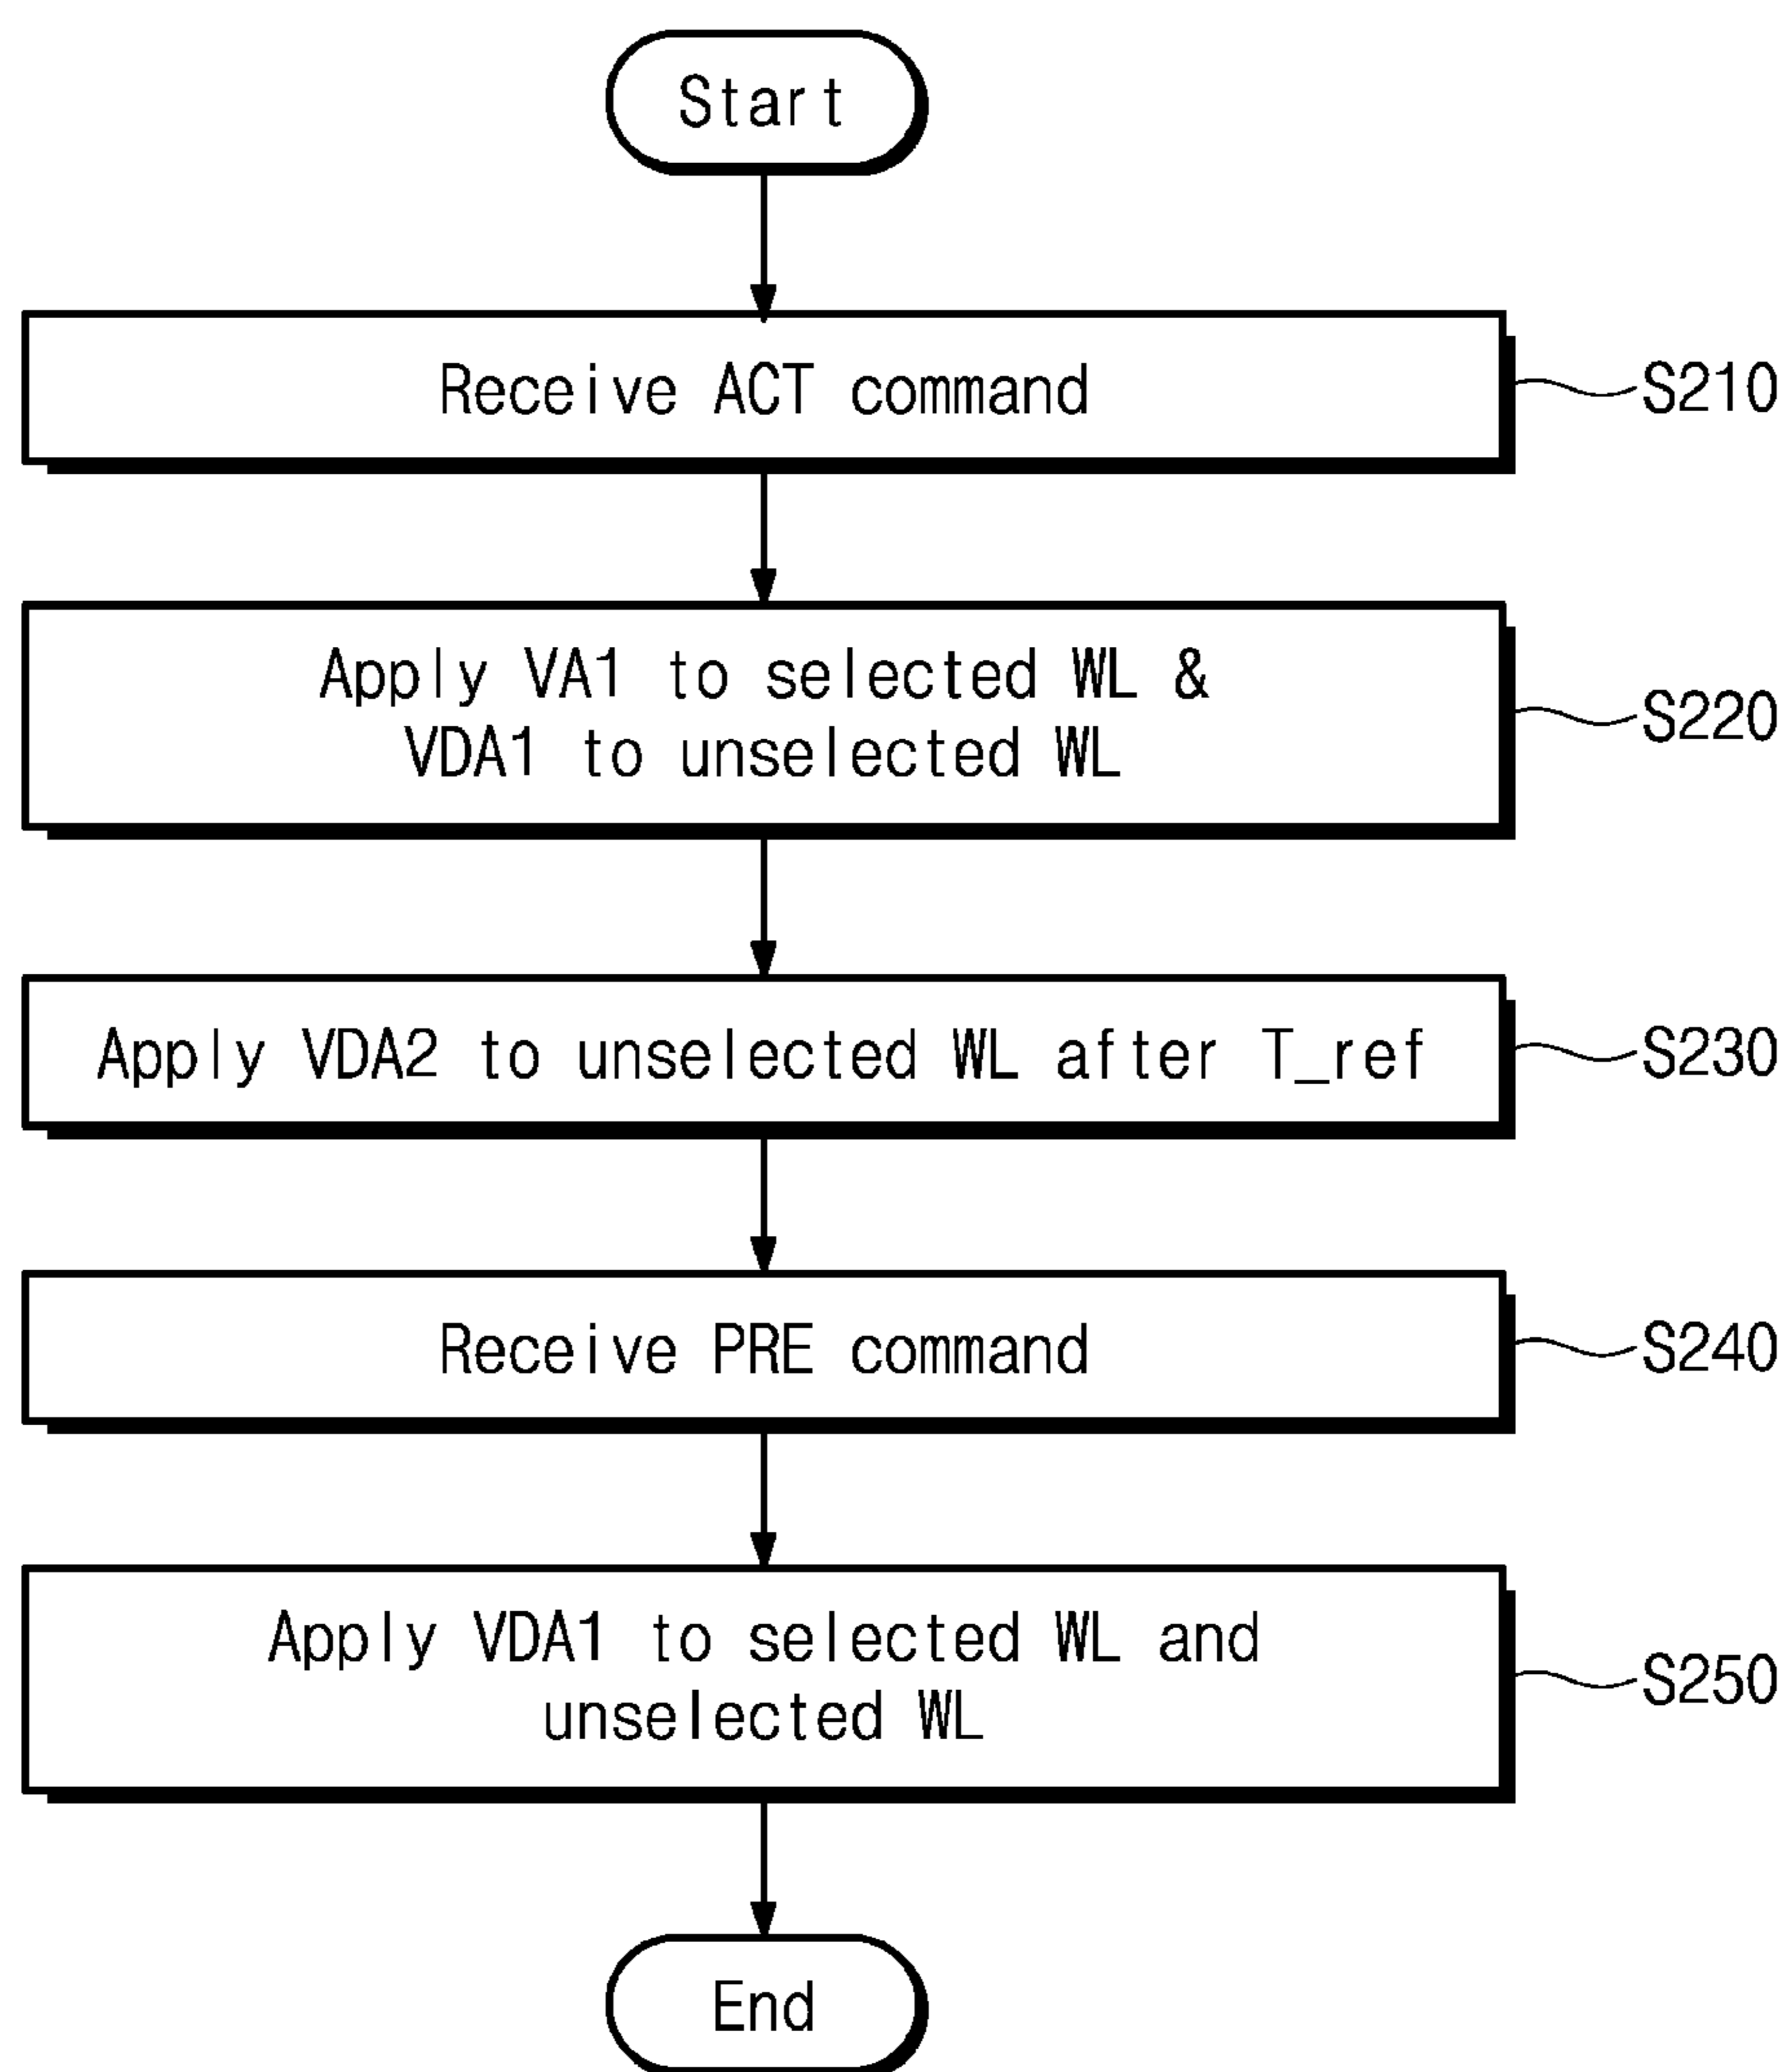 Start
Receive ACT command
S210
Apply VA1 to selected WL &
VDA1 to unselected WL
S220
Apply VDA2 to unselected WL after T_ref
S230
Receive PRE command
S240
Apply VDA1 to selected WL and
unselected WL
S250
End